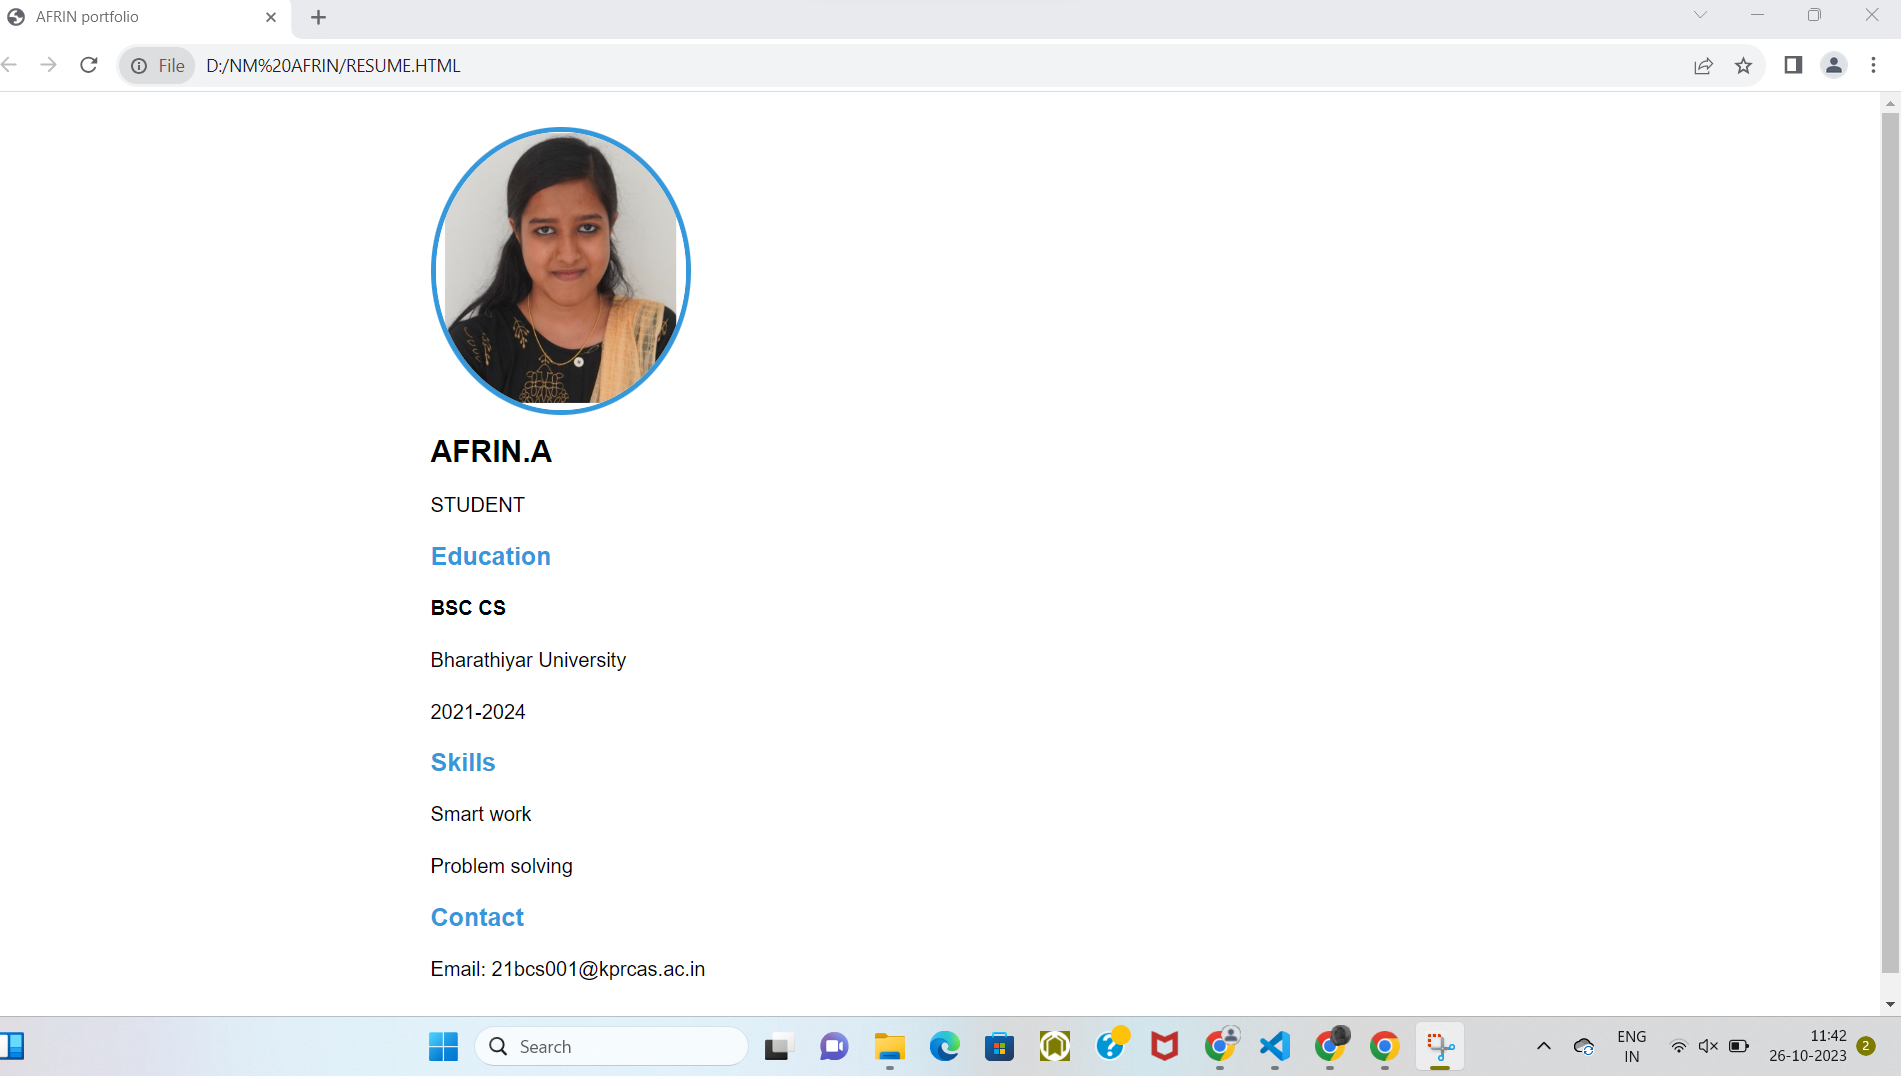 AFRIN portfolio
File D:/NM%20AFRIN/RESUME.HTML
AFRIN.A
STUDENT
Education
BSC CS
Bharathiyar University
2021-2024
Skills
Smart work
Problem solving
Contact
Email: 21bcs001@kprcas.ac.in
Search
ENG
IN
11:42
26-10-2023
2